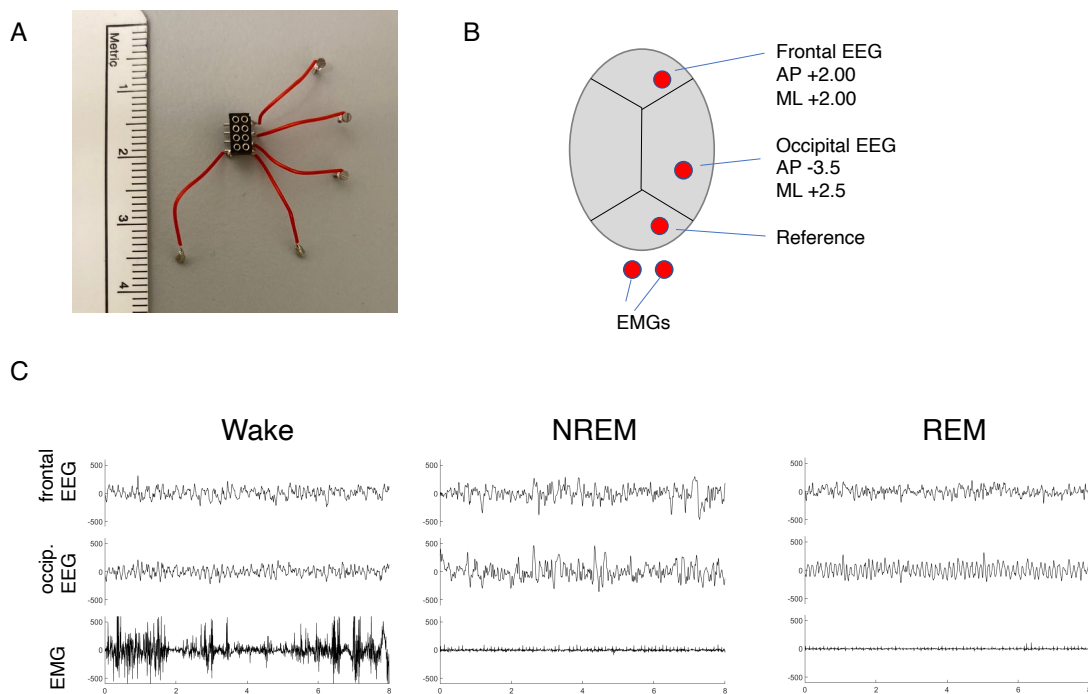 A
Metric
1
2
3
4
B
Frontal EEG
AP +2.00
ML +2.00
Occipital EEG
AP -3.5
ML +2.5
Reference
EMGs
C
Wake
NREM
REM
frontal
EEG
500
0
-500
500
0
-500
500
0
-500
occip.
EEG
500
0
-500
500
0
-500
500
0
-500
EMG
500
0
-500
0
2
4
6
8
500
0
-500
0
2
4
6
8
500
0
-500
0
2
4
6
8